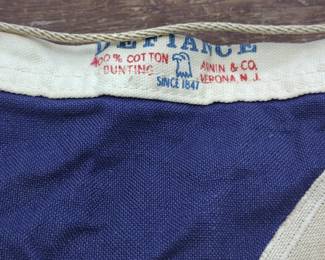 DEFIANCE
100% COTTON
BUNTING
SINCE 1847
ANNIN & CO.
VERONA N.J.